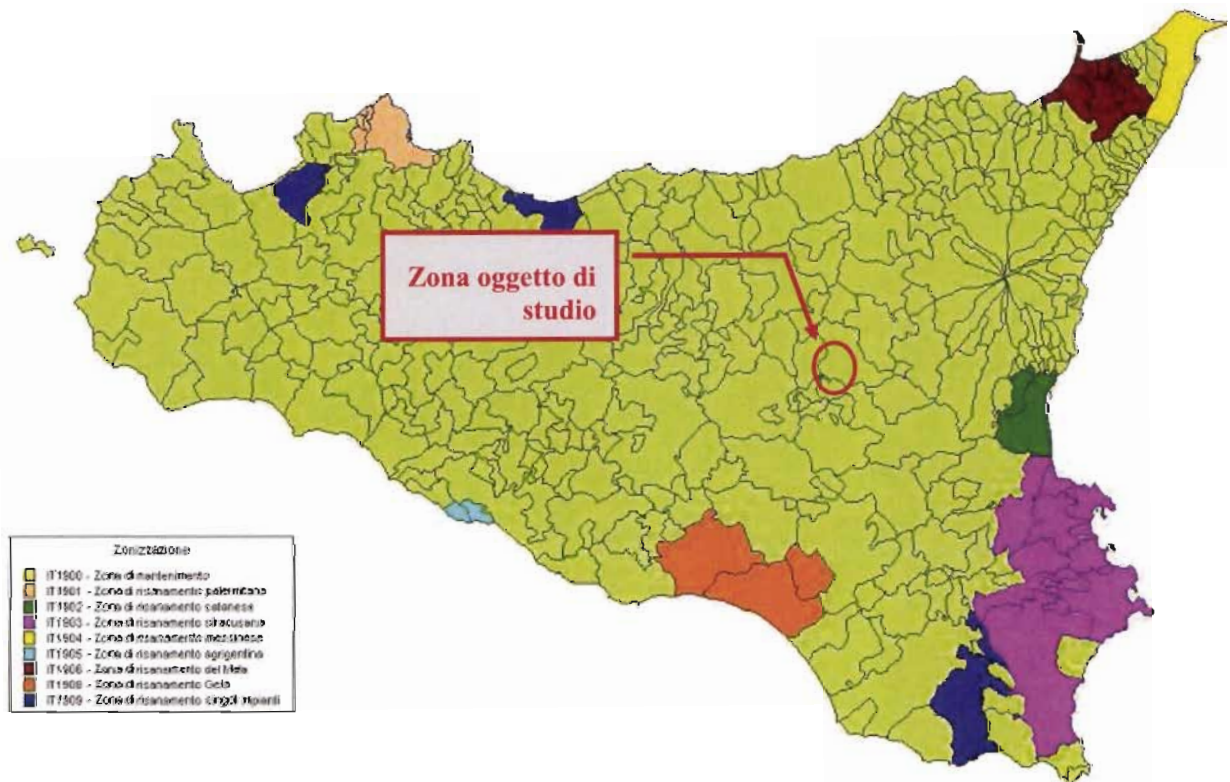 Zona oggetto di
studio
Zonizzazione
IT1900 - Zona di mantenimento
IT1901 - Zona di risanamento palermitana
IT1902 - Zona di risanamento catanese
IT1903 - Zona di risanamento siracusana
IT1904 - Zona di risanamento messinese
IT1905 - Zona di risanamento agrigentina
IT1906 - Zona di risanamento del Mela
IT1908 - Zona di risanamento Gela
IT1909 - Zona di risanamento singoli impianti